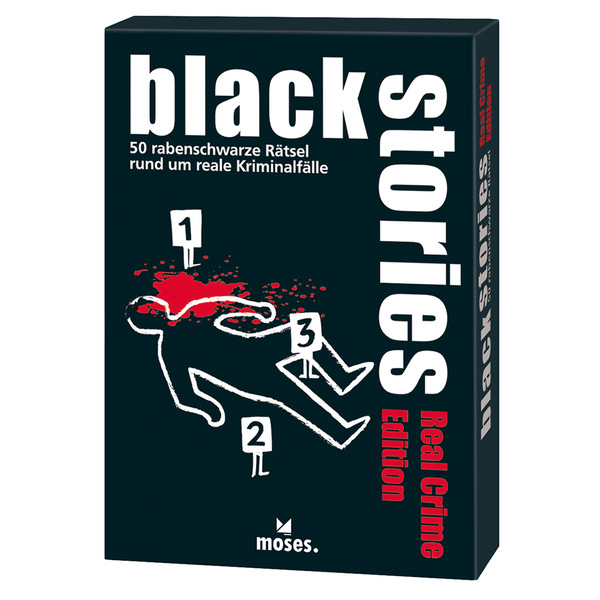 black
stories
50 rabenschwarze Rätsel
rund um reale Kriminalfälle
1
3
2
Real Crime
Edition
moses.
black stories
Real Crime
Edition